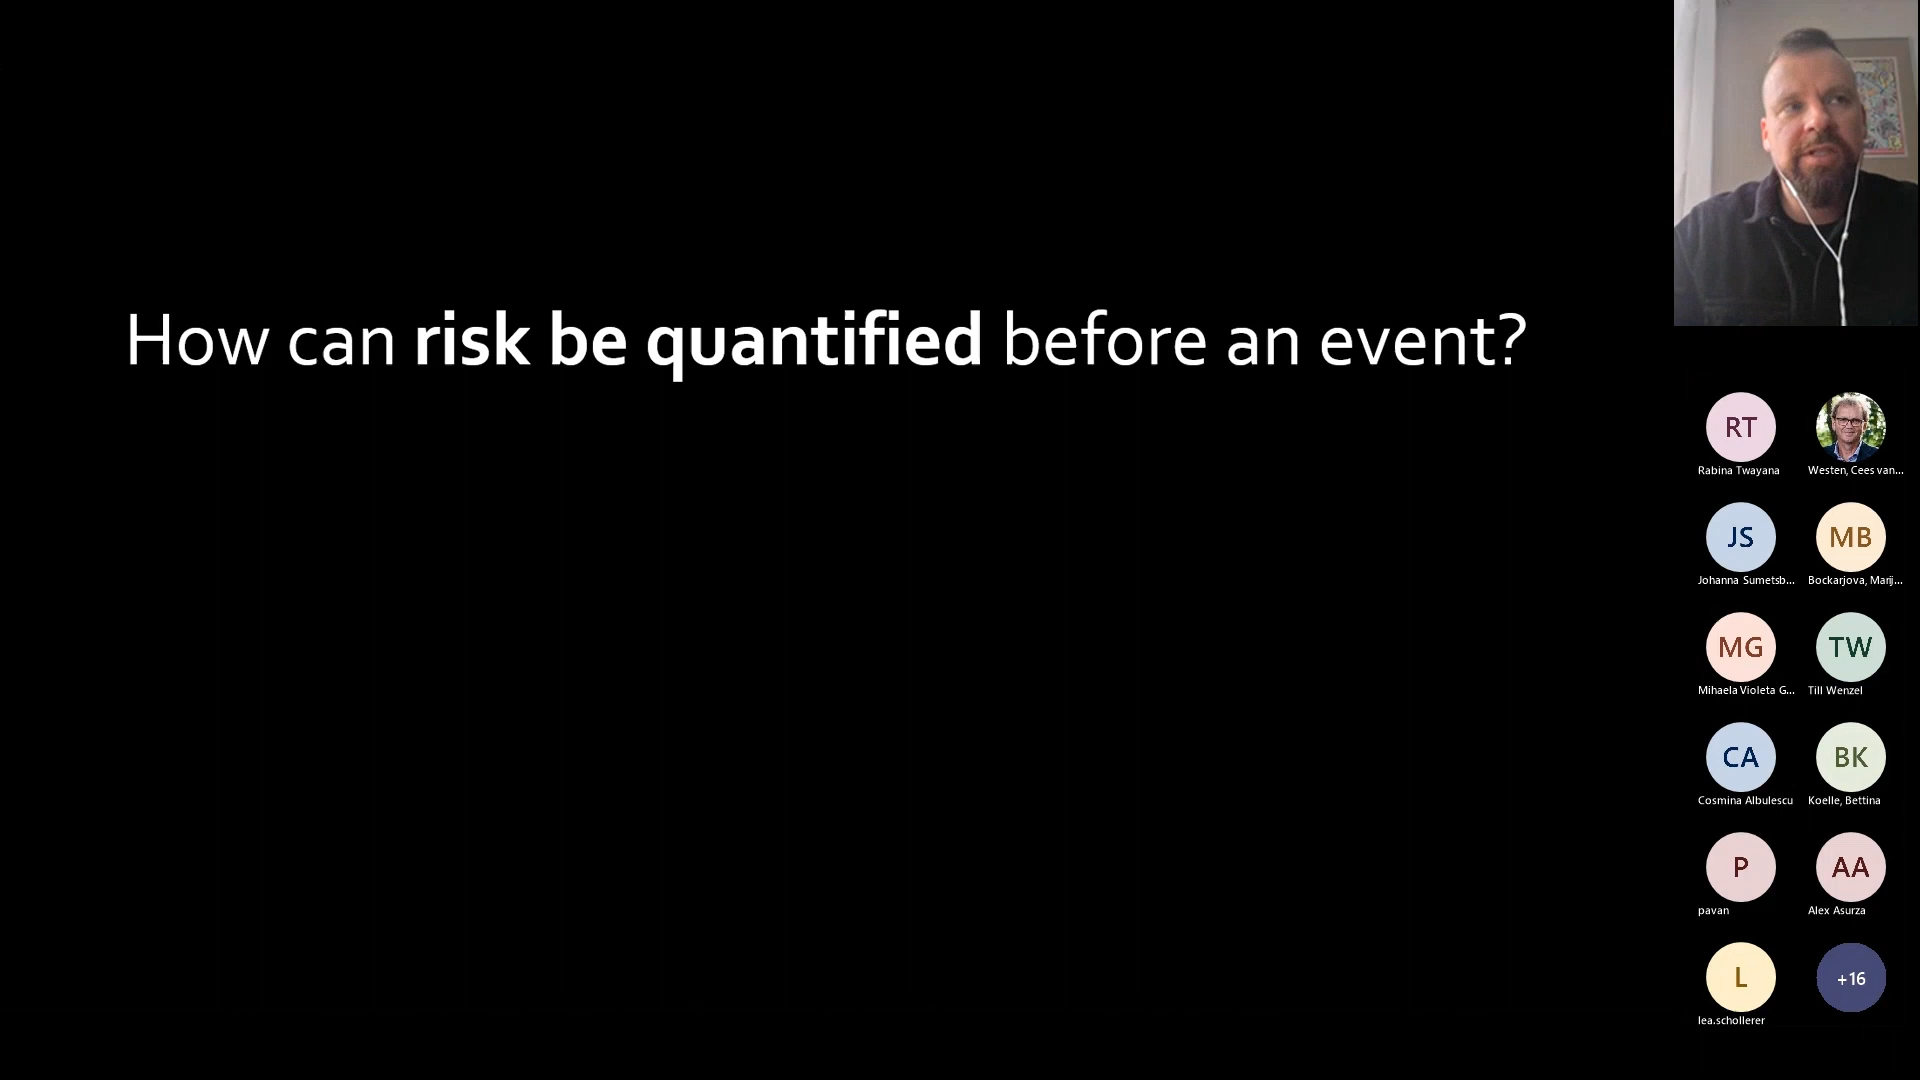 How can risk be quantified before an event?
RT
Rabina Twayana
Westen, Cees van...
JS
Johanna Sumetsb...
MB
Bockarjova, Marij...
MG
Mihaela Violeta G...
TW
Till Wenzel
CA
Cosmina Albulescu
BK
Koelle, Bettina
P
pavan
AA
Alex Asurza
L
lea.schollerer
+16